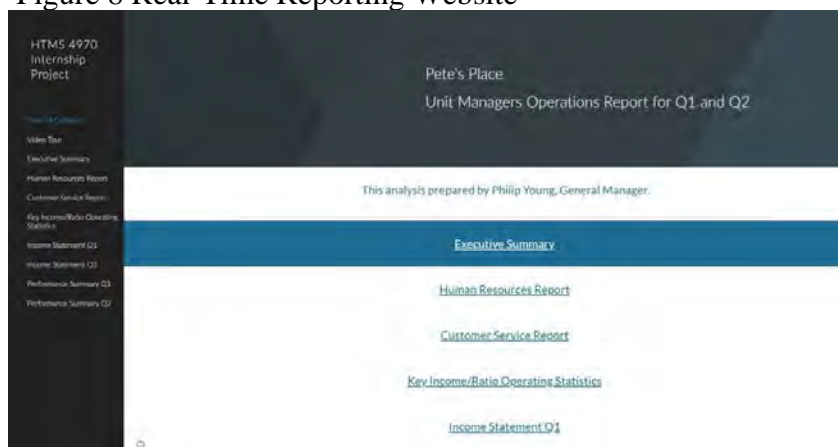 Figure 8 Real-Time Reporting Website
HTMS 4970
Internship
Project
Table of Contents
Video Tour
Executive Summary
Human Resources Report
Customer Service Report
Key Income/Ratio Operating
Statistics
Income Statement Q1
Income Statement Q2
Performance Summary Q1
Performance Summary Q2
Pete's Place
Unit Managers Operations Report for Q1 and Q2
This analysis prepared by Philip Young, General Manager.
Executive Summary
Human Resources Report
Customer Service Report
Key Income/Ratio Operating Statistics
Income Statement Q1